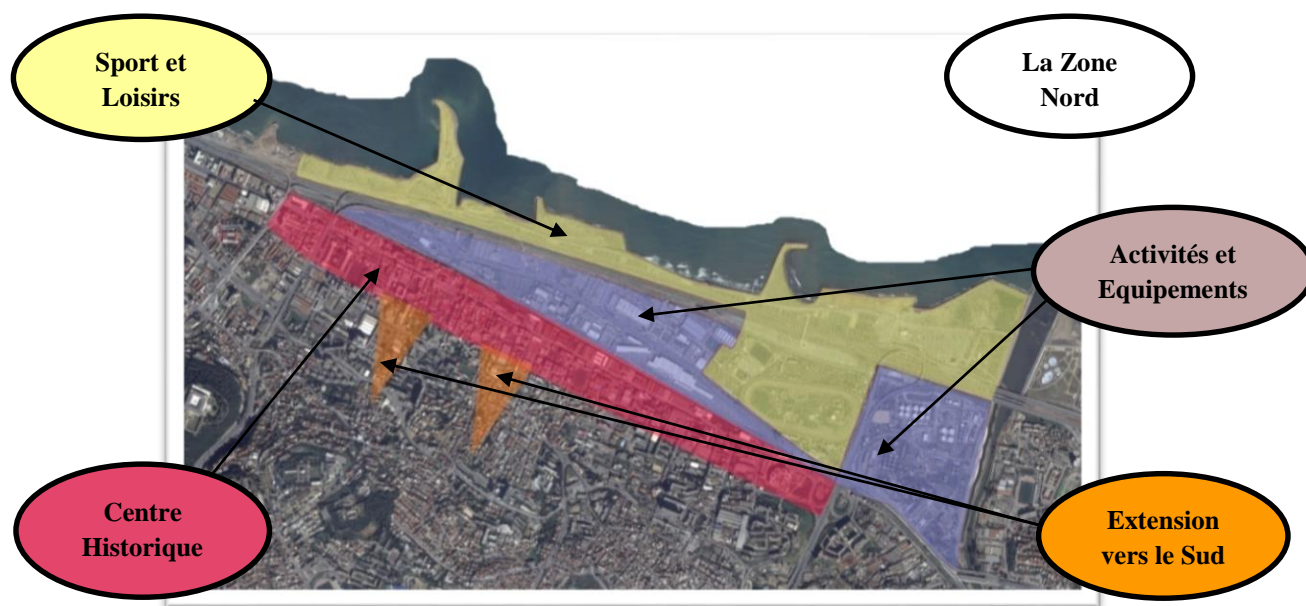 Sport et
Loisirs
La Zone
Nord
Activités et
Equipements
Centre
Historique
Extension
vers le Sud